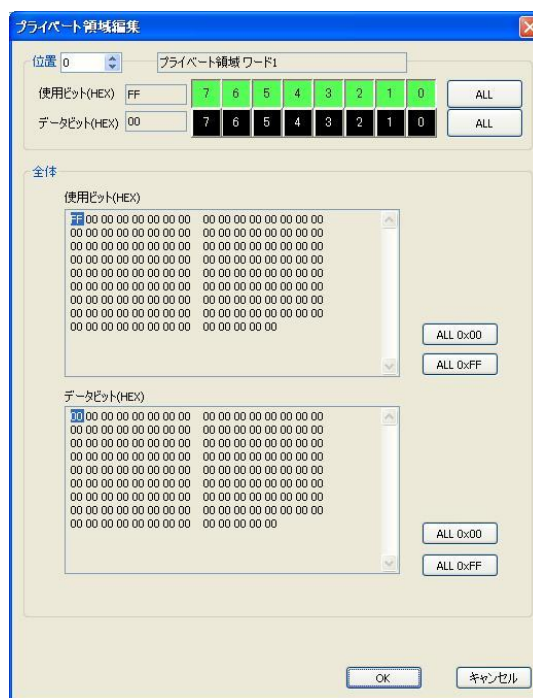 プライベート領域編集
位置 0 プライベート領域 ワード1
使用ビット(HEX) FF 7 6 5 4 3 2 1 0 ALL
データビット(HEX) 00 7 6 5 4 3 2 1 0 ALL
全体
使用ビット(HEX)
FF 00 00 00 00 00 00 00 00 00 00 00 00 00 00 00
00 00 00 00 00 00 00 00 00 00 00 00 00 00 00 00
00 00 00 00 00 00 00 00 00 00 00 00 00 00 00 00
00 00 00 00 00 00 00 00 00 00 00 00 00 00 00 00
00 00 00 00 00 00 00 00 00 00 00 00 00 00 00 00
00 00 00 00 00 00 00 00 00 00 00 00 00 00 00 00
00 00 00 00 00 00 00 00 00 00 00 00 00 00 00 00
00 00 00 00 00 00 00 00 00 00 00 00 00 00 00 00
00 00 00 00 00 00 00 00 00 00 00 00 00
ALL 0x00
ALL 0xFF
データビット(HEX)
00 00 00 00 00 00 00 00 00 00 00 00 00 00 00 00
00 00 00 00 00 00 00 00 00 00 00 00 00 00 00 00
00 00 00 00 00 00 00 00 00 00 00 00 00 00 00 00
00 00 00 00 00 00 00 00 00 00 00 00 00 00 00 00
00 00 00 00 00 00 00 00 00 00 00 00 00 00 00 00
00 00 00 00 00 00 00 00 00 00 00 00 00 00 00 00
00 00 00 00 00 00 00 00 00 00 00 00 00 00 00 00
00 00 00 00 00 00 00 00 00 00 00 00 00 00 00 00
00 00 00 00 00 00 00 00 00 00 00 00 00
ALL 0x00
ALL 0xFF
OK キャンセル